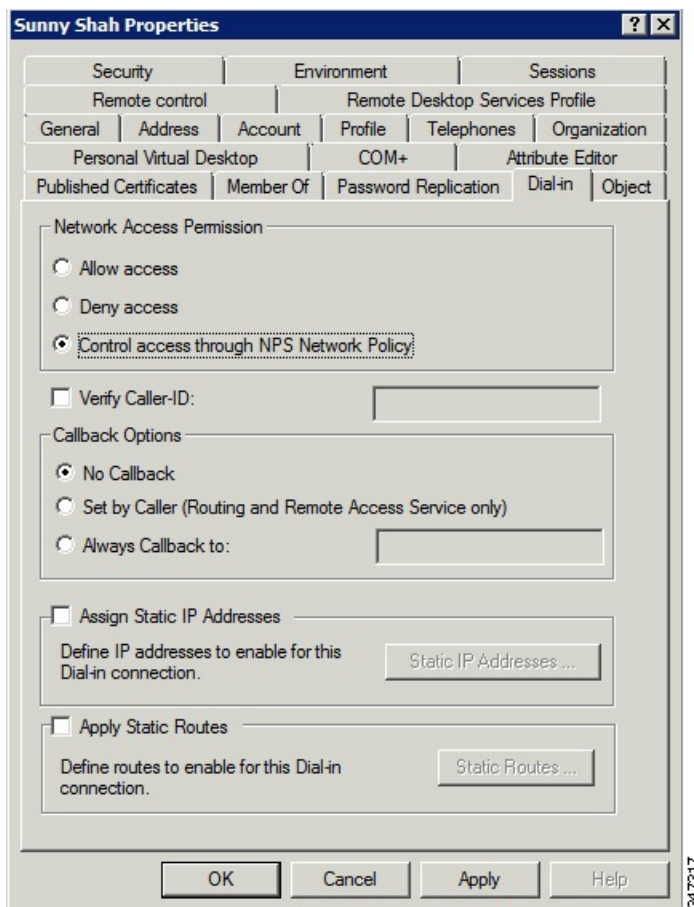 Sunny Shah Properties
Security Environment Sessions
Remote control Remote Desktop Services Profile
General Address Account Profile Telephones Organization
Personal Virtual Desktop COM+ Attribute Editor
Published Certificates Member Of Password Replication Dial-in Object
Network Access Permission
Allow access
Deny access
Control access through NPS Network Policy
Verify Caller-ID:
Callback Options
No Callback
Set by Caller (Routing and Remote Access Service only)
Always Callback to:
Assign Static IP Addresses
Define IP addresses to enable for this
Dial-in connection.
Static IP Addresses ...
Apply Static Routes
Define routes to enable for this Dial-in
connection.
Static Routes ...
OK Cancel Apply Help
347317